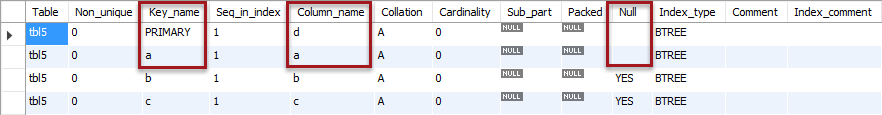 Table Non_unique Key_name Seq_in_index Column_name Collation Cardinality Sub_part Packed Null Index_type Comment Index_comment
tbl5 0 PRIMARY 1 d A 0 NULL NULL BTREE
tbl5 0 a 1 a A 0 NULL NULL BTREE
tbl5 0 b 1 b A 0 NULL NULL YES BTREE
tbl5 0 c 1 c A 0 NULL NULL YES BTREE